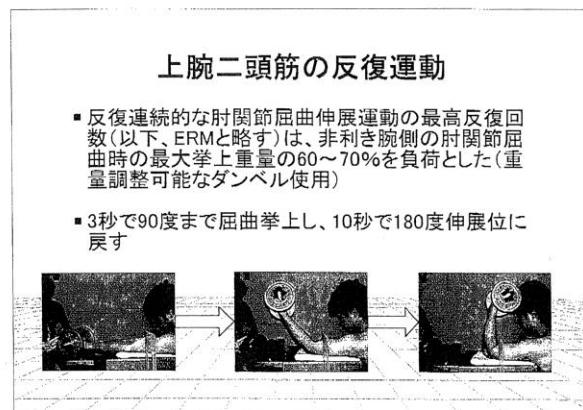 上腕二頭筋の反復運動
▪ 反復連続的な肘関節屈曲伸展運動の最高反復回
数(以下、ERMと略す)は、非利き腕側の肘関節屈
曲時の最大挙上重量の60～70%を負荷とした(重
量調整可能なダンベル使用)
▪ 3秒で90度まで屈曲挙上し、10秒で180度伸展位に
戻す